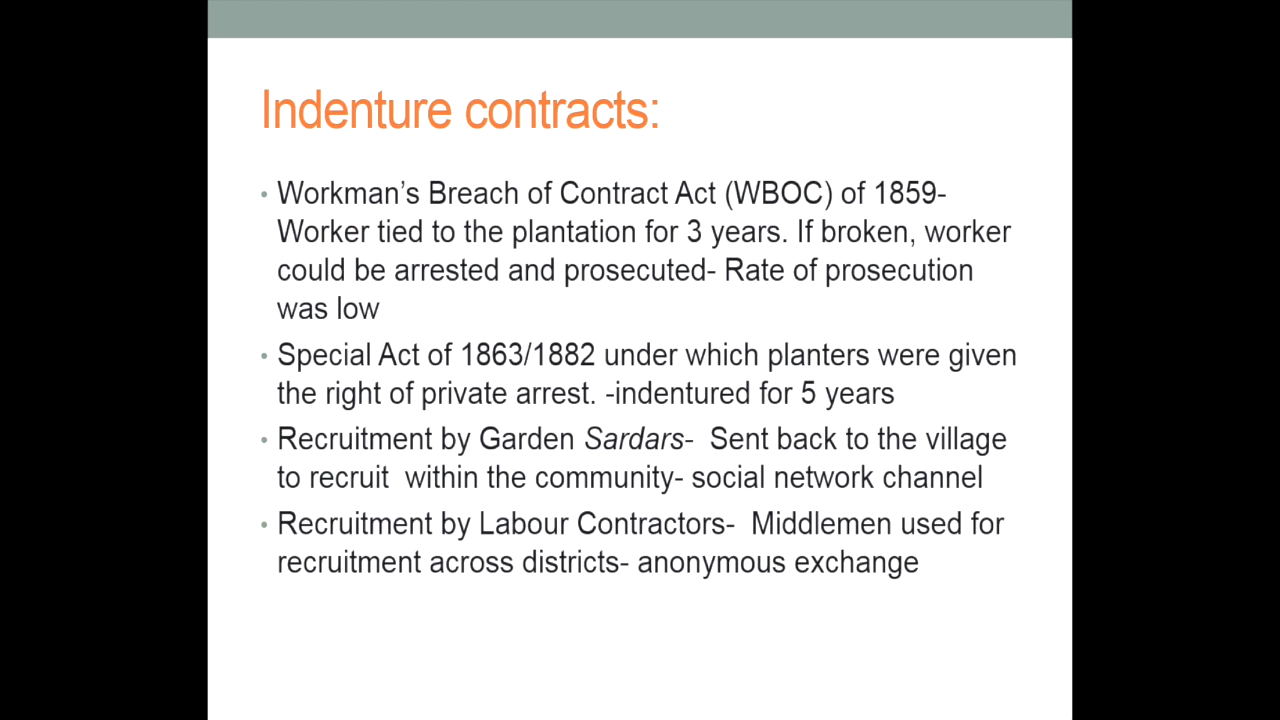 Indenture contracts:
• Workman’s Breach of Contract Act (WBOC) of 1859-
Worker tied to the plantation for 3 years. If broken, worker
could be arrested and prosecuted- Rate of prosecution
was low
• Special Act of 1863/1882 under which planters were given
the right of private arrest. -indentured for 5 years
• Recruitment by Garden Sardars-  Sent back to the village
to recruit  within the community- social network channel
• Recruitment by Labour Contractors-  Middlemen used for
recruitment across districts- anonymous exchange